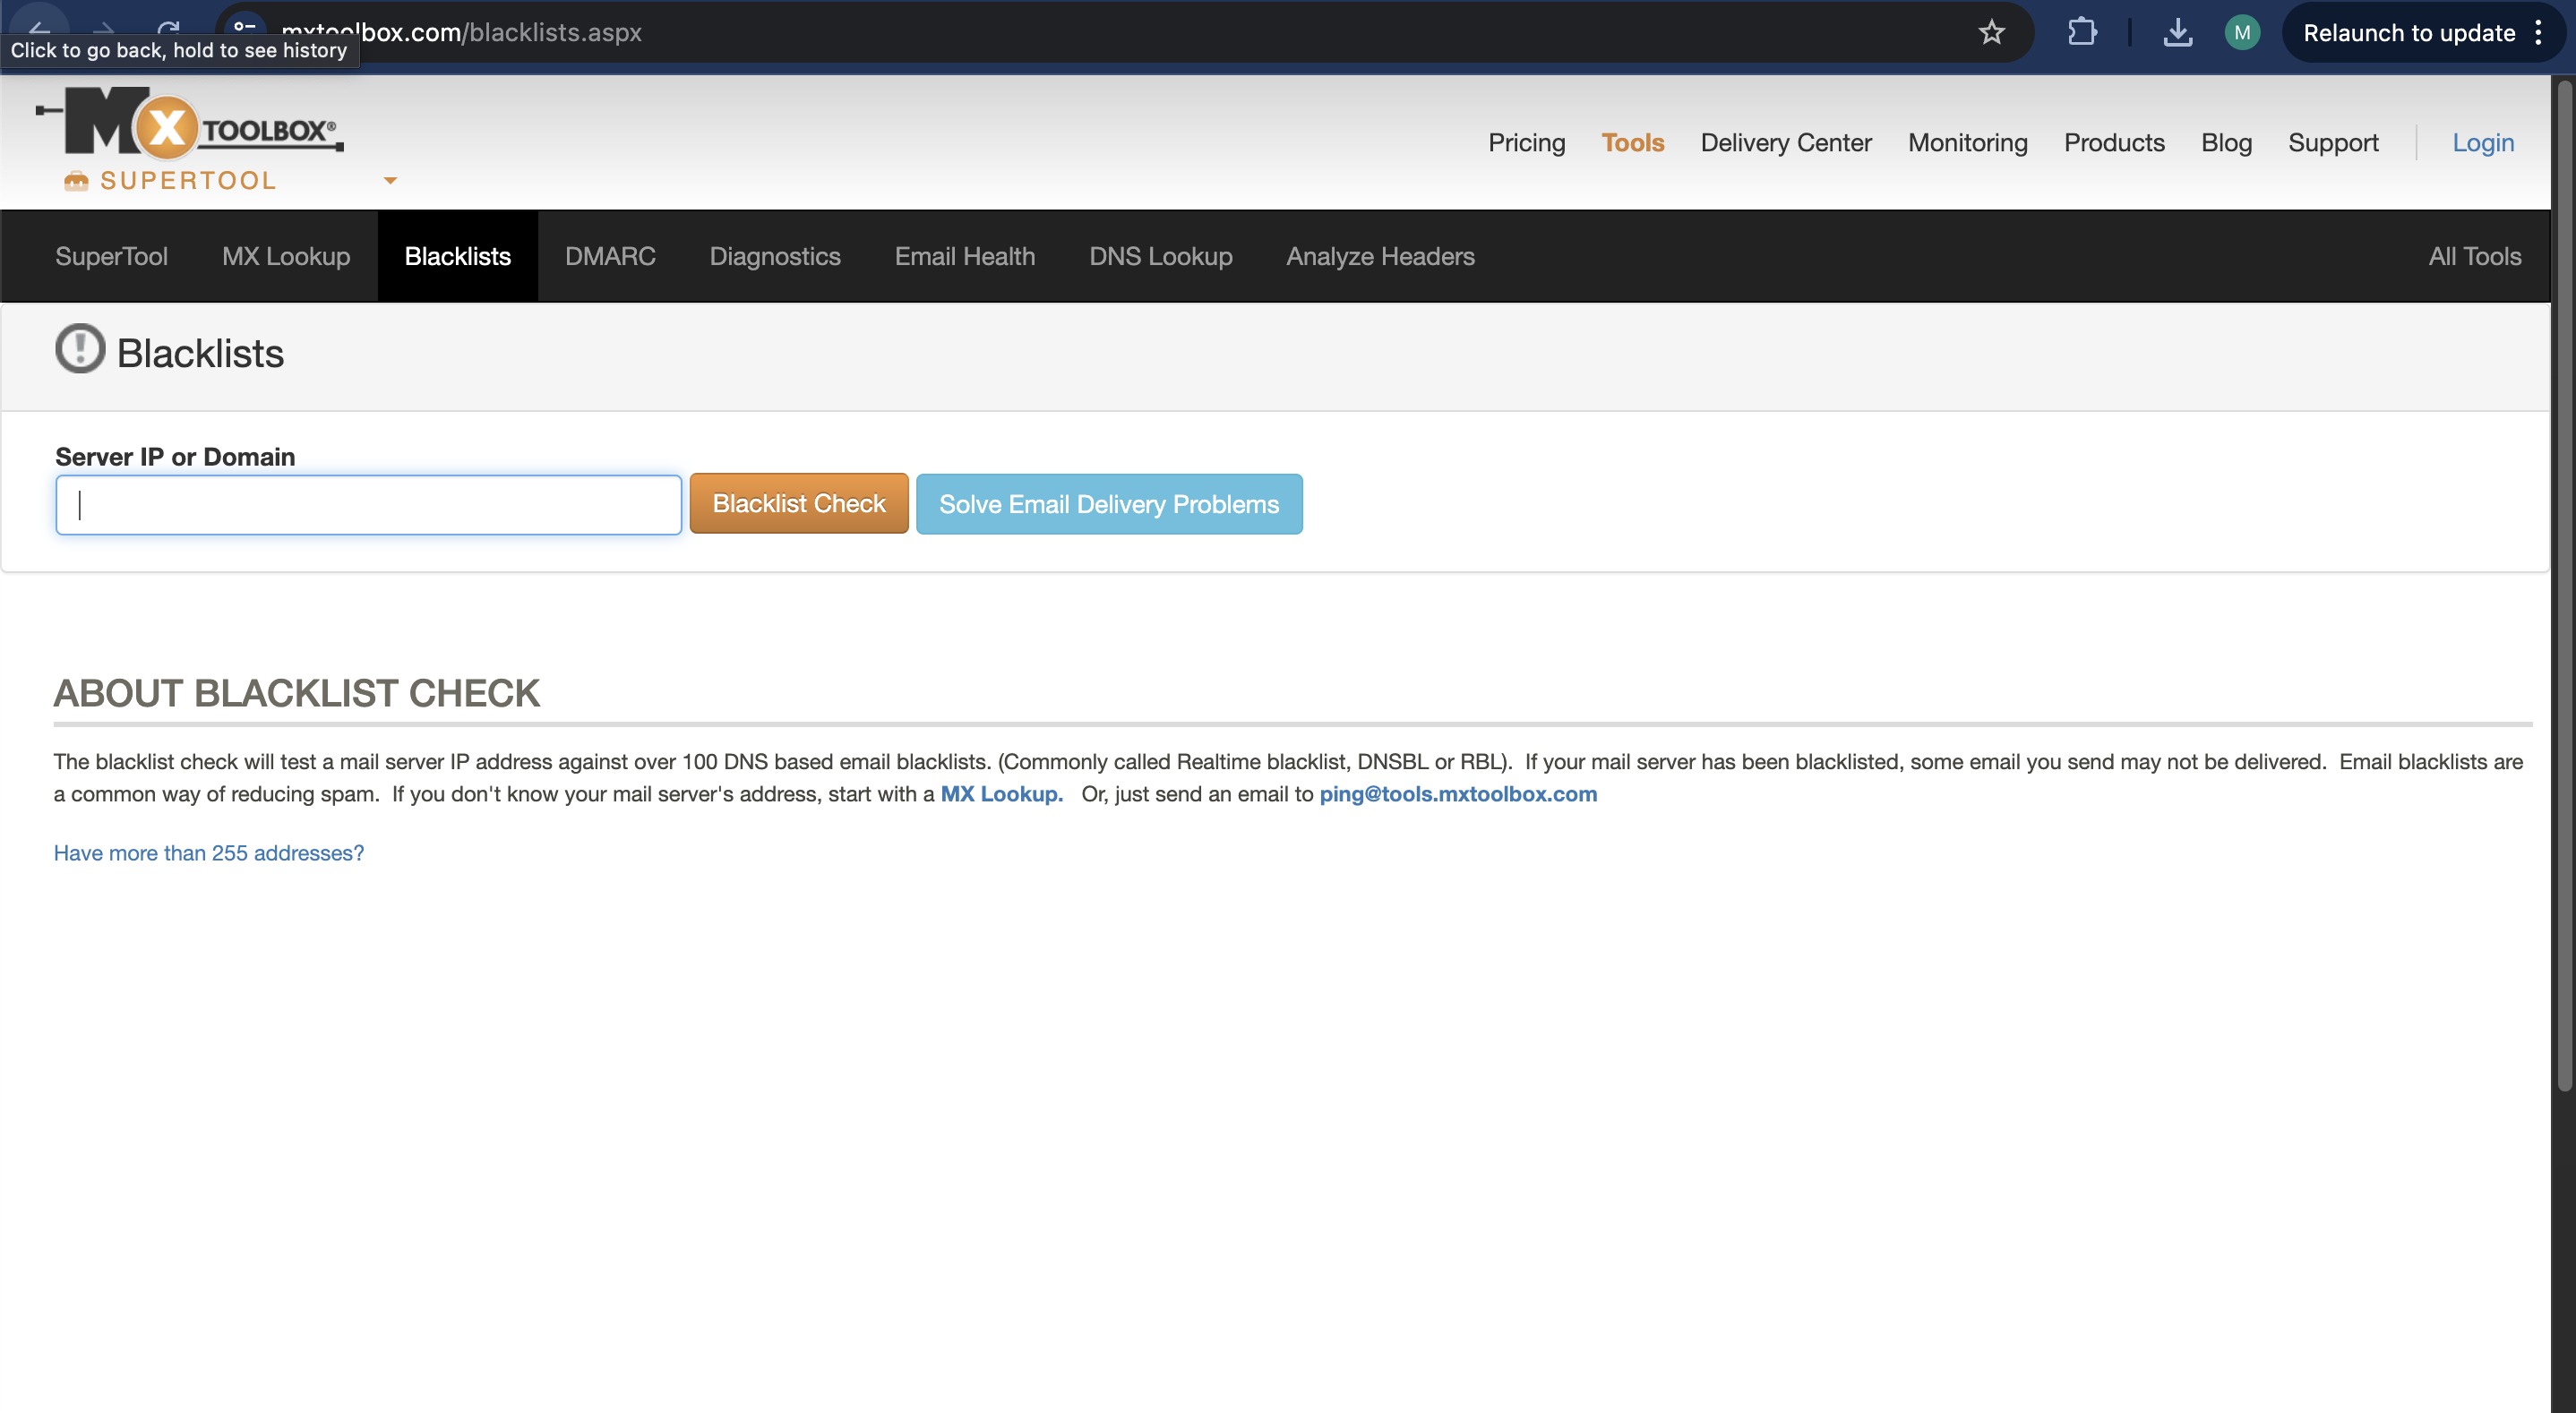 mxtoolbox.com/blacklists.aspx
M
Relaunch to update
Click to go back, hold to see history
MX TOOLBOX®
SUPERTOOL
Pricing Tools Delivery Center Monitoring Products Blog Support Login
SuperTool MX Lookup Blacklists DMARC Diagnostics Email Health DNS Lookup Analyze Headers All Tools
Blacklists
Server IP or Domain
Blacklist Check Solve Email Delivery Problems
ABOUT BLACKLIST CHECK
The blacklist check will test a mail server IP address against over 100 DNS based email blacklists. (Commonly called Realtime blacklist, DNSBL or RBL). If your mail server has been blacklisted, some email you send may not be delivered. Email blacklists are
a common way of reducing spam. If you don't know your mail server's address, start with a MX Lookup. Or, just send an email to ping@tools.mxtoolbox.com
Have more than 255 addresses?